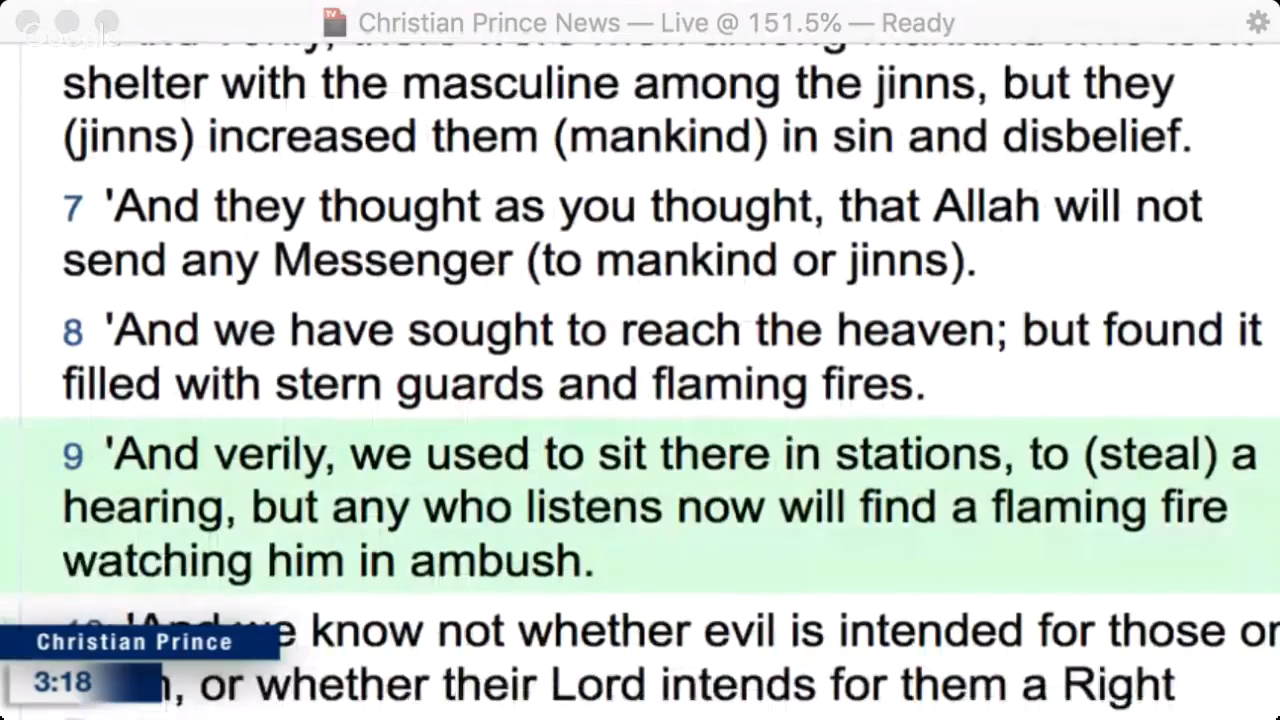 Christian Prince News — Live @ 151.5% — Ready
Google
shelter with the masculine among the jinns, but they
(jinns) increased them (mankind) in sin and disbelief.
7 'And they thought as you thought, that Allah will not
send any Messenger (to mankind or jinns).
8 'And we have sought to reach the heaven; but found it
filled with stern guards and flaming fires.
9 'And verily, we used to sit there in stations, to (steal) a
hearing, but any who listens now will find a flaming fire
watching him in ambush.
know not whether evil is intended for those
Christian Prince
3:18
, or whether their Lord intends for them a Right